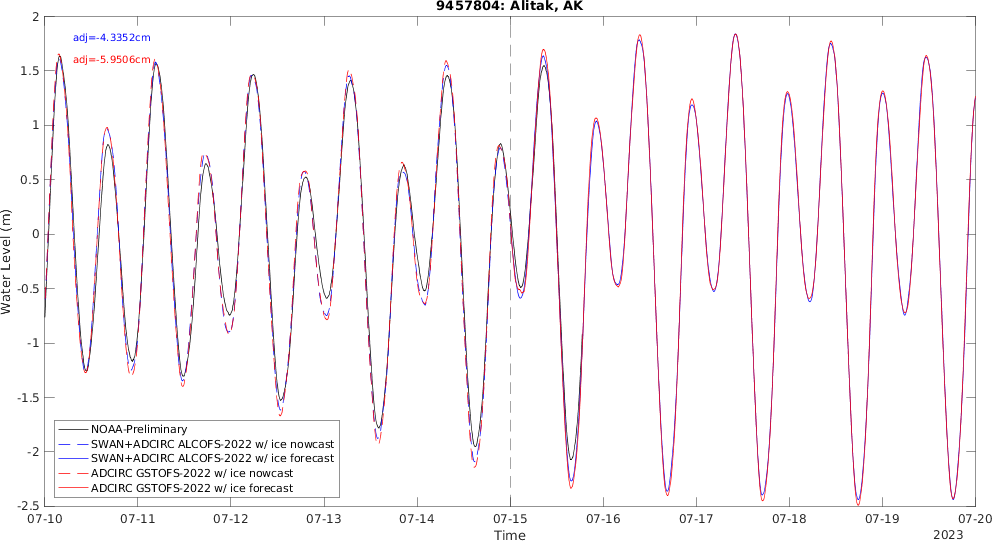 9457804: Alitak, AK
adj=-4.3352cm
adj=-5.9506cm
2
1.5
1
0.5
0
-0.5
-1
-1.5
-2
-2.5
Water Level (m)
NOAA-Preliminary
SWAN+ADCIRC ALCOFS-2022 w/ ice nowcast
SWAN+ADCIRC ALCOFS-2022 w/ ice forecast
ADCIRC GSTOFS-2022 w/ ice nowcast
ADCIRC GSTOFS-2022 w/ ice forecast
07-10 07-11 07-12 07-13 07-14 07-15 07-16 07-17 07-18 07-19 07-20
Time
2023